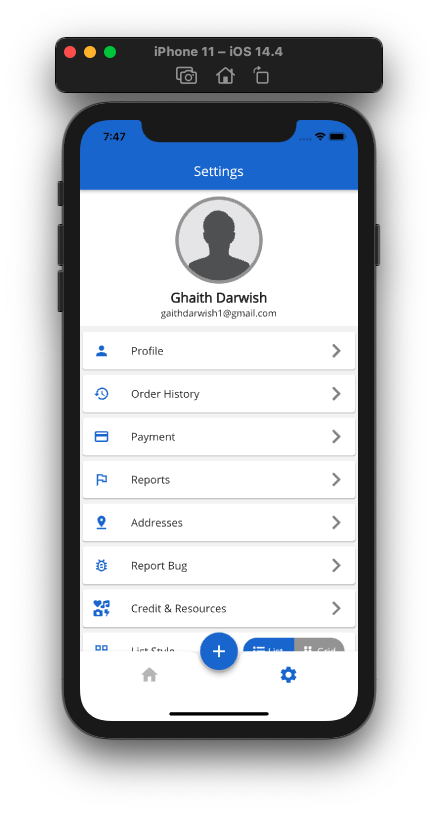 iPhone 11 – iOS 14.4
7:47
Settings
Ghaith Darwish
gaithdarwish1@gmail.com
Profile
Order History
Payment
Reports
Addresses
Report Bug
Credit & Resources
List Style
List
Grid